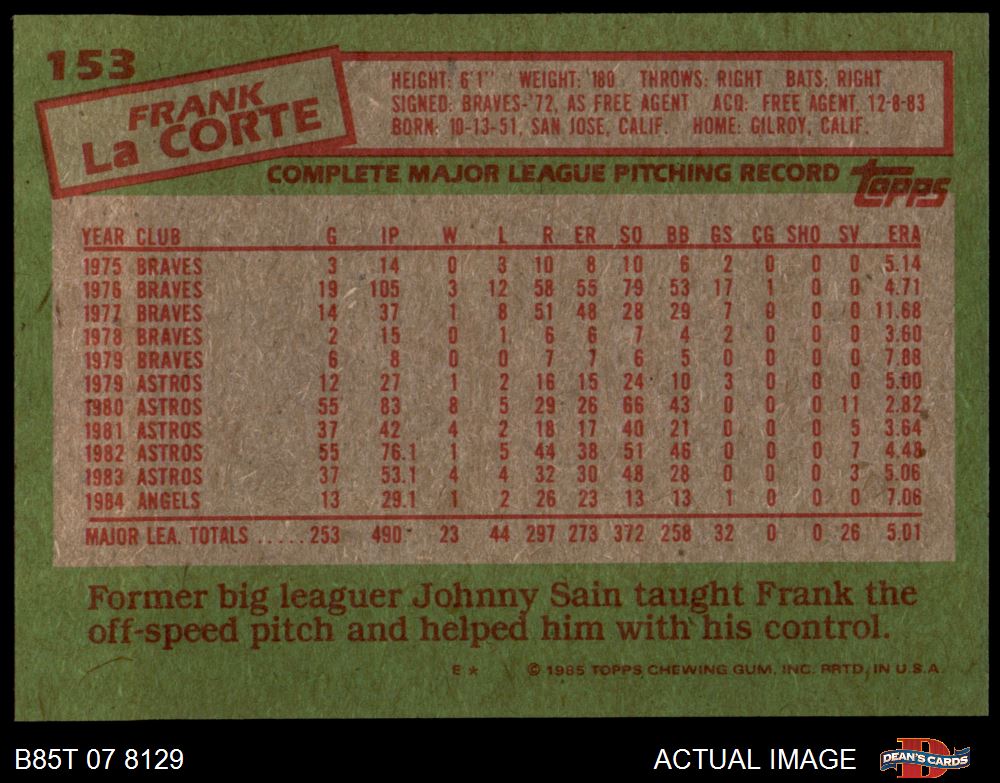 153
FRANK
La CORTE
HEIGHT: 6'1" WEIGHT: 180 THROWS: RIGHT BATS: RIGHT
SIGNED: BRAVES-'72, AS FREE AGENT ACQ: FREE AGENT, 12-8-83
BORN: 10-13-51, SAN JOSE, CALIF. HOME: GILROY, CALIF.
COMPLETE MAJOR LEAGUE PITCHING RECORD topps
YEAR CLUB G IP W L R ER SO BB GS CG SHO SV ERA
1975 BRAVES 3 14 0 3 10 8 10 6 2 0 0 0 5.14
1976 BRAVES 19 105 3 12 58 55 79 53 17 1 0 0 4.71
1977 BRAVES 14 37 1 8 51 48 28 29 7 0 0 0 11.68
1978 BRAVES 2 15 0 1 6 6 7 4 2 0 0 0 3.60
1979 BRAVES 6 8 0 0 7 7 6 5 0 0 0 0 7.88
1979 ASTROS 12 27 1 2 16 15 24 10 3 0 0 0 5.00
1980 ASTROS 55 83 8 5 29 26 66 43 0 0 0 11 2.82
1981 ASTROS 37 42 4 2 18 17 40 21 0 0 0 5 3.64
1982 ASTROS 55 76.1 1 5 44 38 51 46 0 0 0 7 4.48
1983 ASTROS 37 53.1 4 4 32 30 48 28 0 0 0 3 5.06
1984 ANGELS 13 29.1 1 2 26 23 13 13 1 0 0 0 7.06
MAJOR LEA. TOTALS .....253 490 23 44 297 273 372 258 32 0 0 26 5.01
Former big leaguer Johnny Sain taught Frank the
off-speed pitch and helped him with his control.
E * © 1985 TOPPS CHEWING GUM, INC. PRTD. IN U.S.A.
B85T 07 8129 ACTUAL IMAGE DEAN'S CARDS